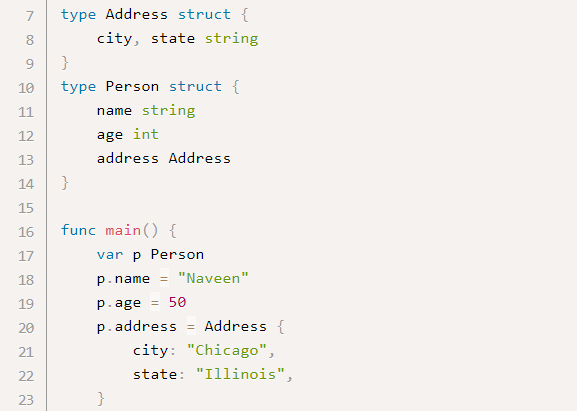 7 type Address struct {
8     city, state string
9 }
10 type Person struct {
11     name string
12     age int
13     address Address
14 }
15
16 func main() {
17     var p Person
18     p.name = "Naveen"
19     p.age = 50
20     p.address = Address {
21         city: "Chicago",
22         state: "Illinois",
23     }